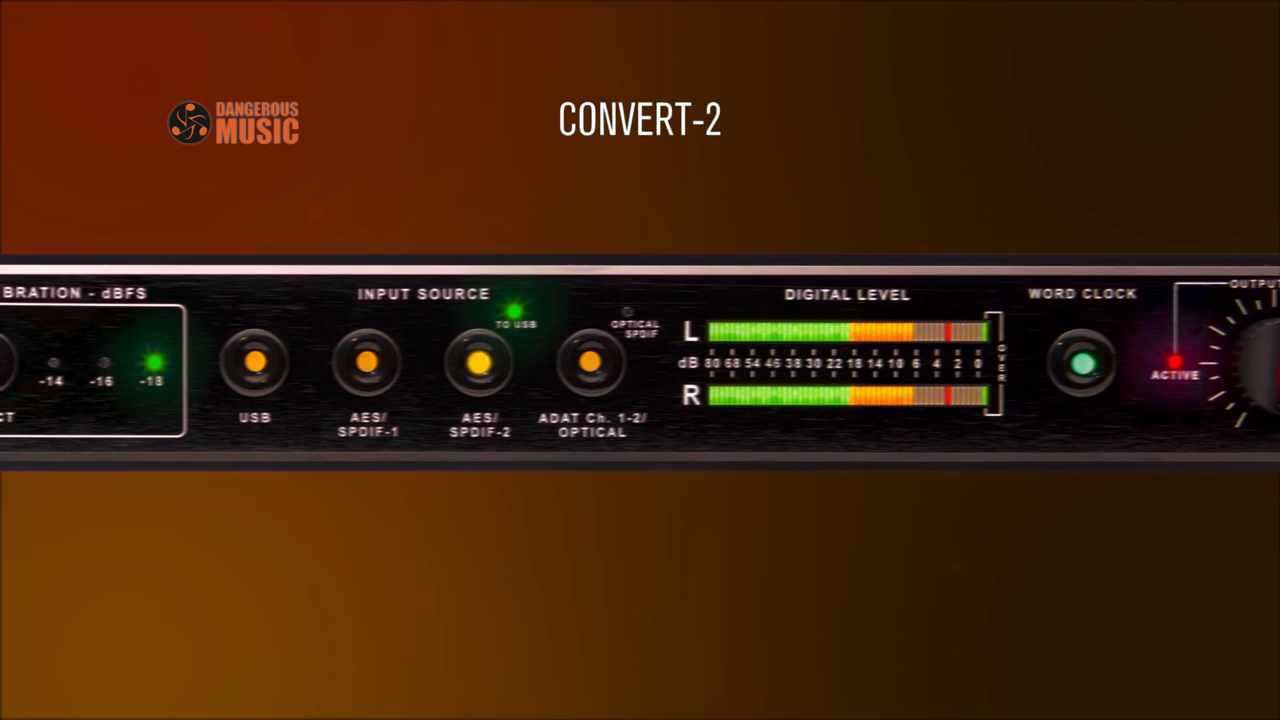 DANGEROUS
MUSIC
CONVERT-2
BRATION - dBFS
-14 -16 -18
CT
INPUT SOURCE
TO USB
OPTICAL
SPDIF
USB
AES/
SPDIF-1
AES/
SPDIF-2
ADAT Ch. 1-2/
OPTICAL
DIGITAL LEVEL
L
dB 80 68 54 46 38 30 22 18 14 10 6 4 2 0
R
OVER
WORD CLOCK
ACTIVE
OUTPUT